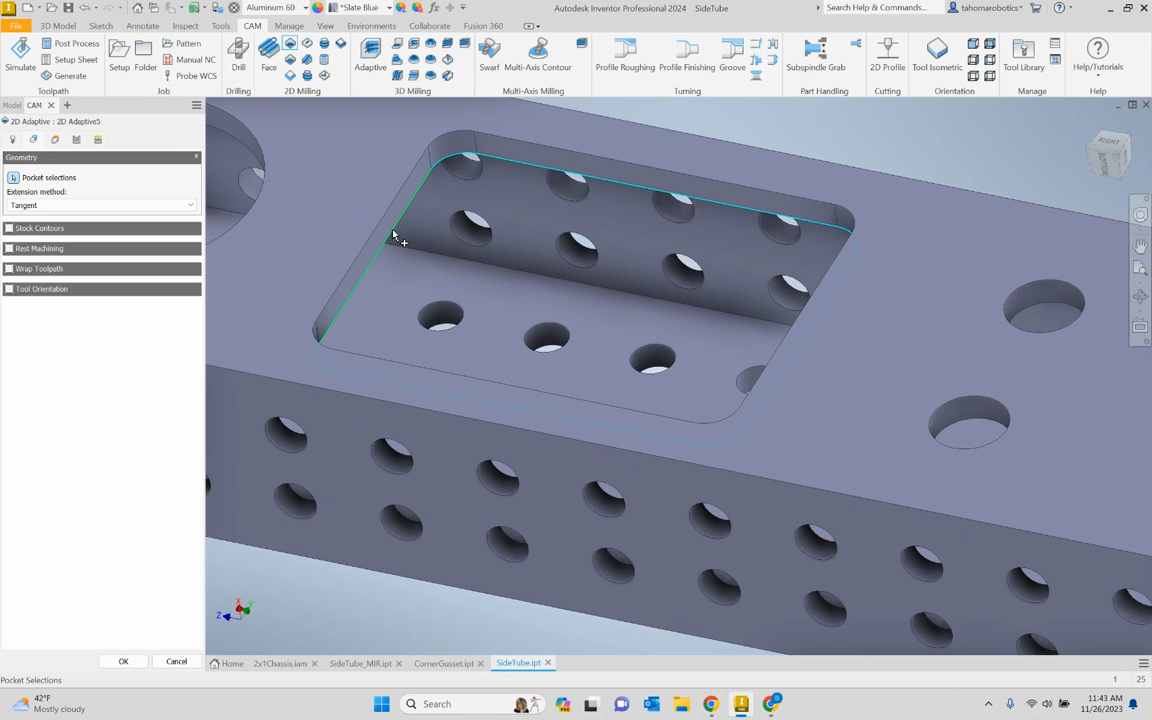 Aluminum 60
*Slate Blue
Autodesk Inventor Professional 2024
SideTube
Search Help & Commands...
tahomarobotics
File
3D Model
Sketch
Annotate
Inspect
Tools
CAM
Manage
View
Environments
Collaborate
Fusion 360
Simulate
Post Process
Setup Sheet
Generate
Toolpath
Setup
Folder
Pattern
Manual NC
Probe WCS
Job
Drill
Drilling
Face
2D Milling
Adaptive
3D Milling
Swarf
Multi-Axis Contour
Multi-Axis Milling
Profile Roughing
Profile Finishing
Groove
Turning
Subspindle Grab
Part Handling
2D Profile
Cutting
Tool Isometric
Orientation
Tool Library
Manage
Help/Tutorials
Help
Model
CAM
2D Adaptive : 2D Adaptive5
Geometry
Pocket selections
Extension method:
Tangent
Stock Contours
Rest Machining
Wrap Toolpath
Tool Orientation
OK
Cancel
RIGHT
BOTTOM
X
Y
Z
Home
2x1Chassis.iam
SideTube_MIR.ipt
CornerGusset.ipt
SideTube.ipt
Pocket Selections
1
25
42°F
Mostly cloudy
Search
11:43 AM
11/26/2023